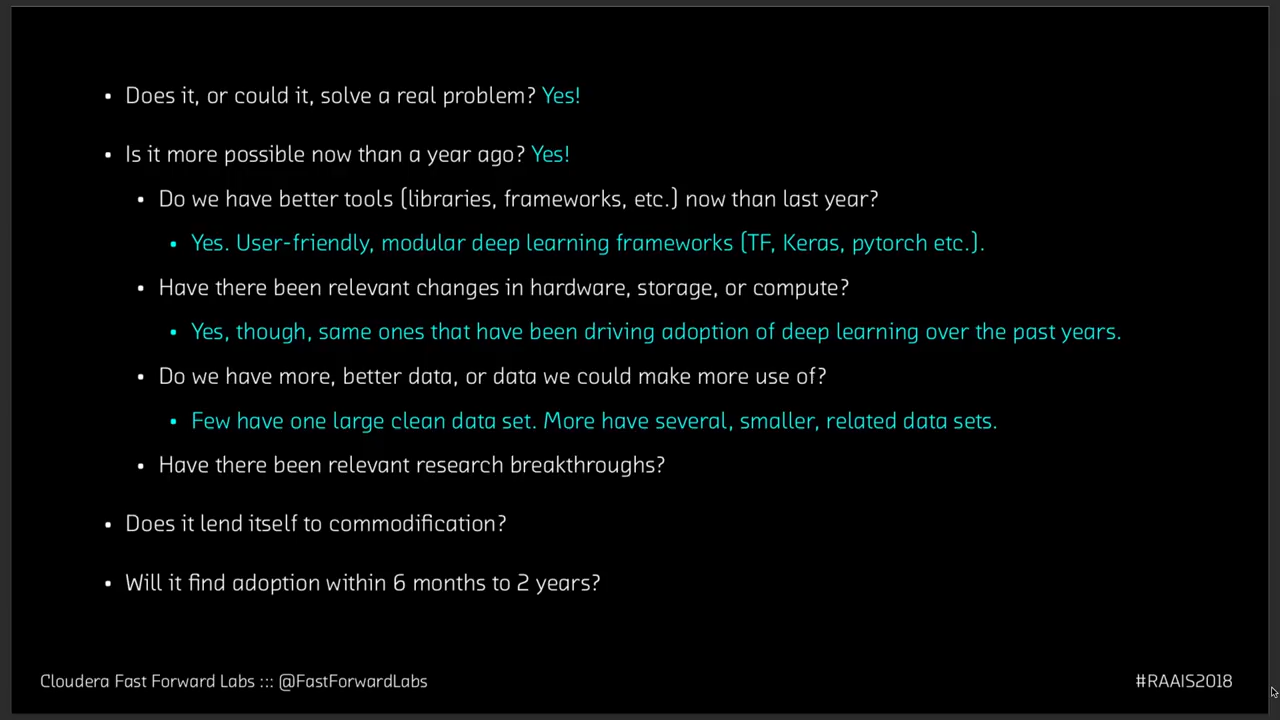 • Does it, or could it, solve a real problem? Yes!
• Is it more possible now than a year ago? Yes!
• Do we have better tools (libraries, frameworks, etc.) now than last year?
• Yes. User-friendly, modular deep learning frameworks (TF, Keras, pytorch etc.).
• Have there been relevant changes in hardware, storage, or compute?
• Yes, though, same ones that have been driving adoption of deep learning over the past years.
• Do we have more, better data, or data we could make more use of?
• Few have one large clean data set. More have several, smaller, related data sets.
• Have there been relevant research breakthroughs?
• Does it lend itself to commodification?
• Will it find adoption within 6 months to 2 years?
Cloudera Fast Forward Labs ::: @FastForwardLabs
#RAAIS2018